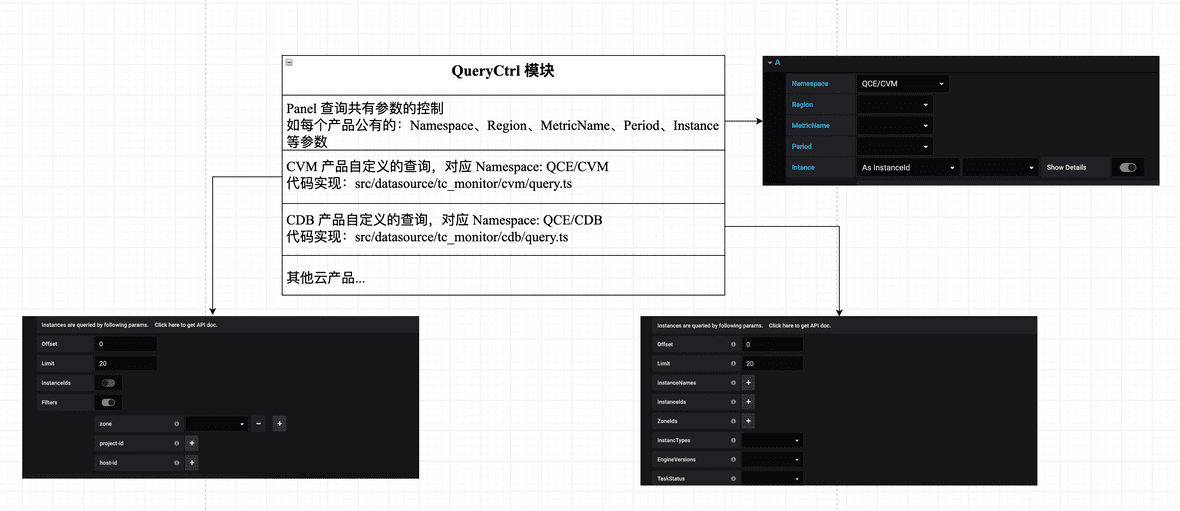 QueryCtrl 模块
Panel 查询共有参数的控制
如每个产品公有的：Namespace、Region、MetricName、Period、Instance
等参数
CVM 产品自定义的查询，对应 Namespace: QCE/CVM
代码实现：src/datasource/tc_monitor/cvm/query.ts
CDB 产品自定义的查询，对应 Namespace: QCE/CDB
代码实现：src/datasource/tc_monitor/cdb/query.ts
其他云产品...
A
Namespace QCE/CVM
Region
MetricName
Period
Intance As InstanceId Show Details
Instances are queried by following params. Click here to get API doc.
Offset 0
Limit 20
InstanceIds
Filters
zone
project-id
host-id
Instances are queried by following params. Click here to get API doc.
Offset 0
Limit 20
InstanceNames
InstanceIds
ZoneIds
InstancTypes
EngineVersions
TaskStatus